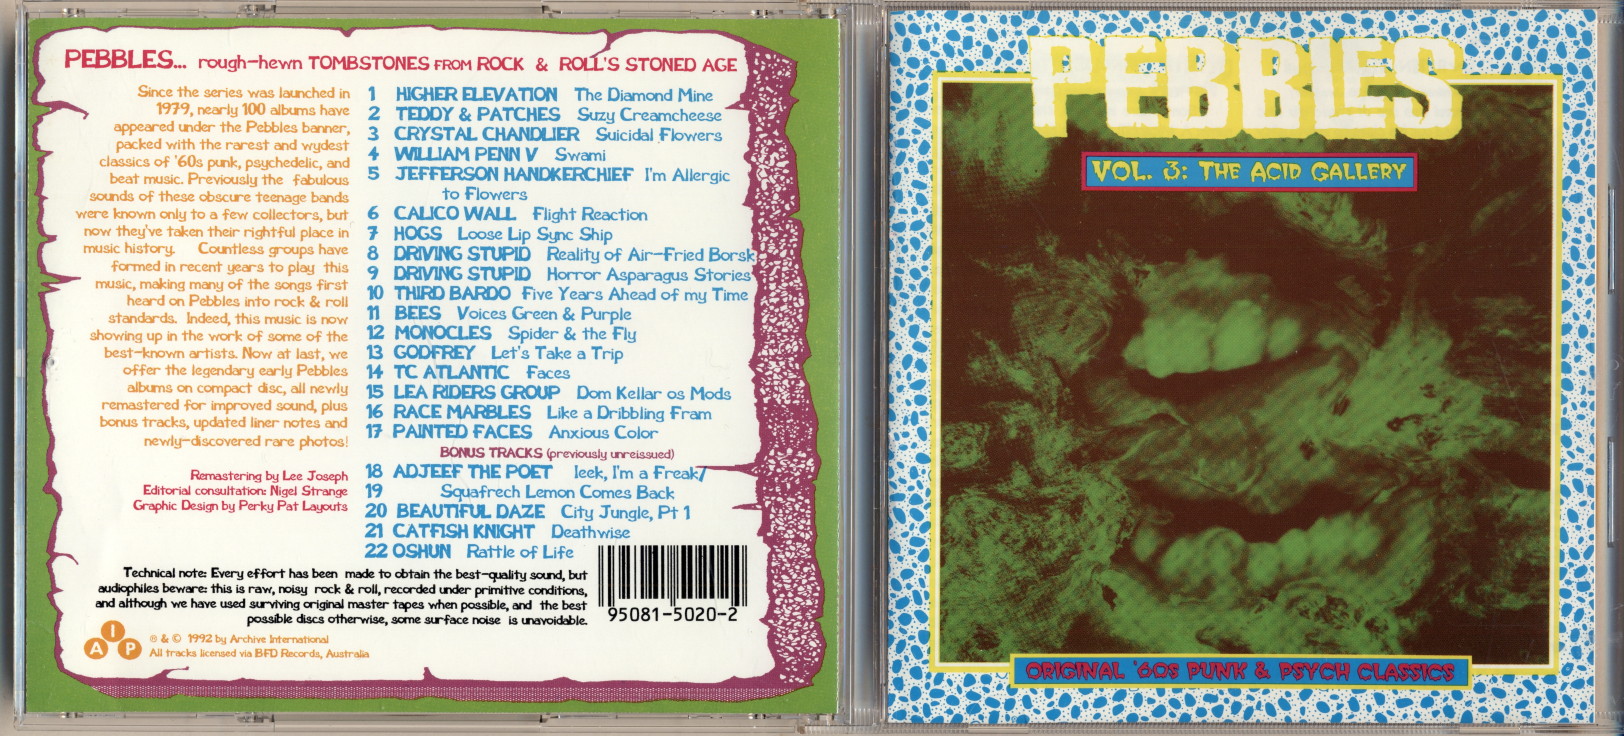 PEBBLES... rough-hewn TOMBSTONES FROM ROCK & ROLL'S STONED AGE
Since the series was launched in
1979, nearly 100 albums have
appeared under the Pebbles banner,
packed with the rarest and wydest
classics of '60s punk, psychedelic, and
beat music. Previously the fabulous
sounds of these obscure teenage bands
were known only to a few collectors, but
now they've taken their rightful place in
music history. Countless groups have
formed in recent years to play this
music, making many of the songs first
heard on Pebbles into rock & roll
standards. Indeed, this music is now
showing up in the work of some of the
best-known artists. Now at last, we
offer the legendary early Pebbles
albums on compact disc, all newly
remastered for improved sound, plus
bonus tracks, updated liner notes and
newly-discovered rare photos!
Remastering by Lee Joseph
Editorial consultation: Nigel Strange
Graphic Design by Perky Pat Layouts
1 HIGHER ELEVATION The Diamond Mine
2 TEDDY & PATCHES Suzy Creamcheese
3 CRYSTAL CHANDLIER Suicidal Flowers
4 WILLIAM PENN V Swami
5 JEFFERSON HANDKERCHIEF I'm Allergic
to Flowers
6 CALICO WALL Flight Reaction
7 HOGS Loose Lip Sync Ship
8 DRIVING STUPID Reality of Air-Fried Borsk
9 DRIVING STUPID Horror Asparagus Stories
10 THIRD BARDO Five Years Ahead of my Time
11 BEES Voices Green & Purple
12 MONOCLES Spider & the Fly
13 GODFREY Let's Take a Trip
14 TC ATLANTIC Faces
15 LEA RIDERS GROUP Dom Kellar os Mods
16 RACE MARBLES Like a Dribbling Fram
17 PAINTED FACES Anxious Color
BONUS TRACKS (previously unreissued)
18 ADJEEF THE POET Ieek, I'm a Freak/
19 Squafrech Lemon Comes Back
20 BEAUTIFUL DAZE City Jungle, Pt 1
21 CATFISH KNIGHT Deathwise
22 OSHUN Rattle of Life
Technical note: Every effort has been made to obtain the best-quality sound, but
audiophiles beware: this is raw, noisy rock & roll, recorded under primitive conditions,
and although we have used surviving original master tapes when possible, and the best
possible discs otherwise, some surface noise is unavoidable.
95081-5020-2
AIP
℗ & © 1992 by Archive International
All tracks licensed via BFD Records, Australia
PEBBLES
VOL. 3: THE ACID GALLERY
ORIGINAL '60S PUNK & PSYCH CLASSICS